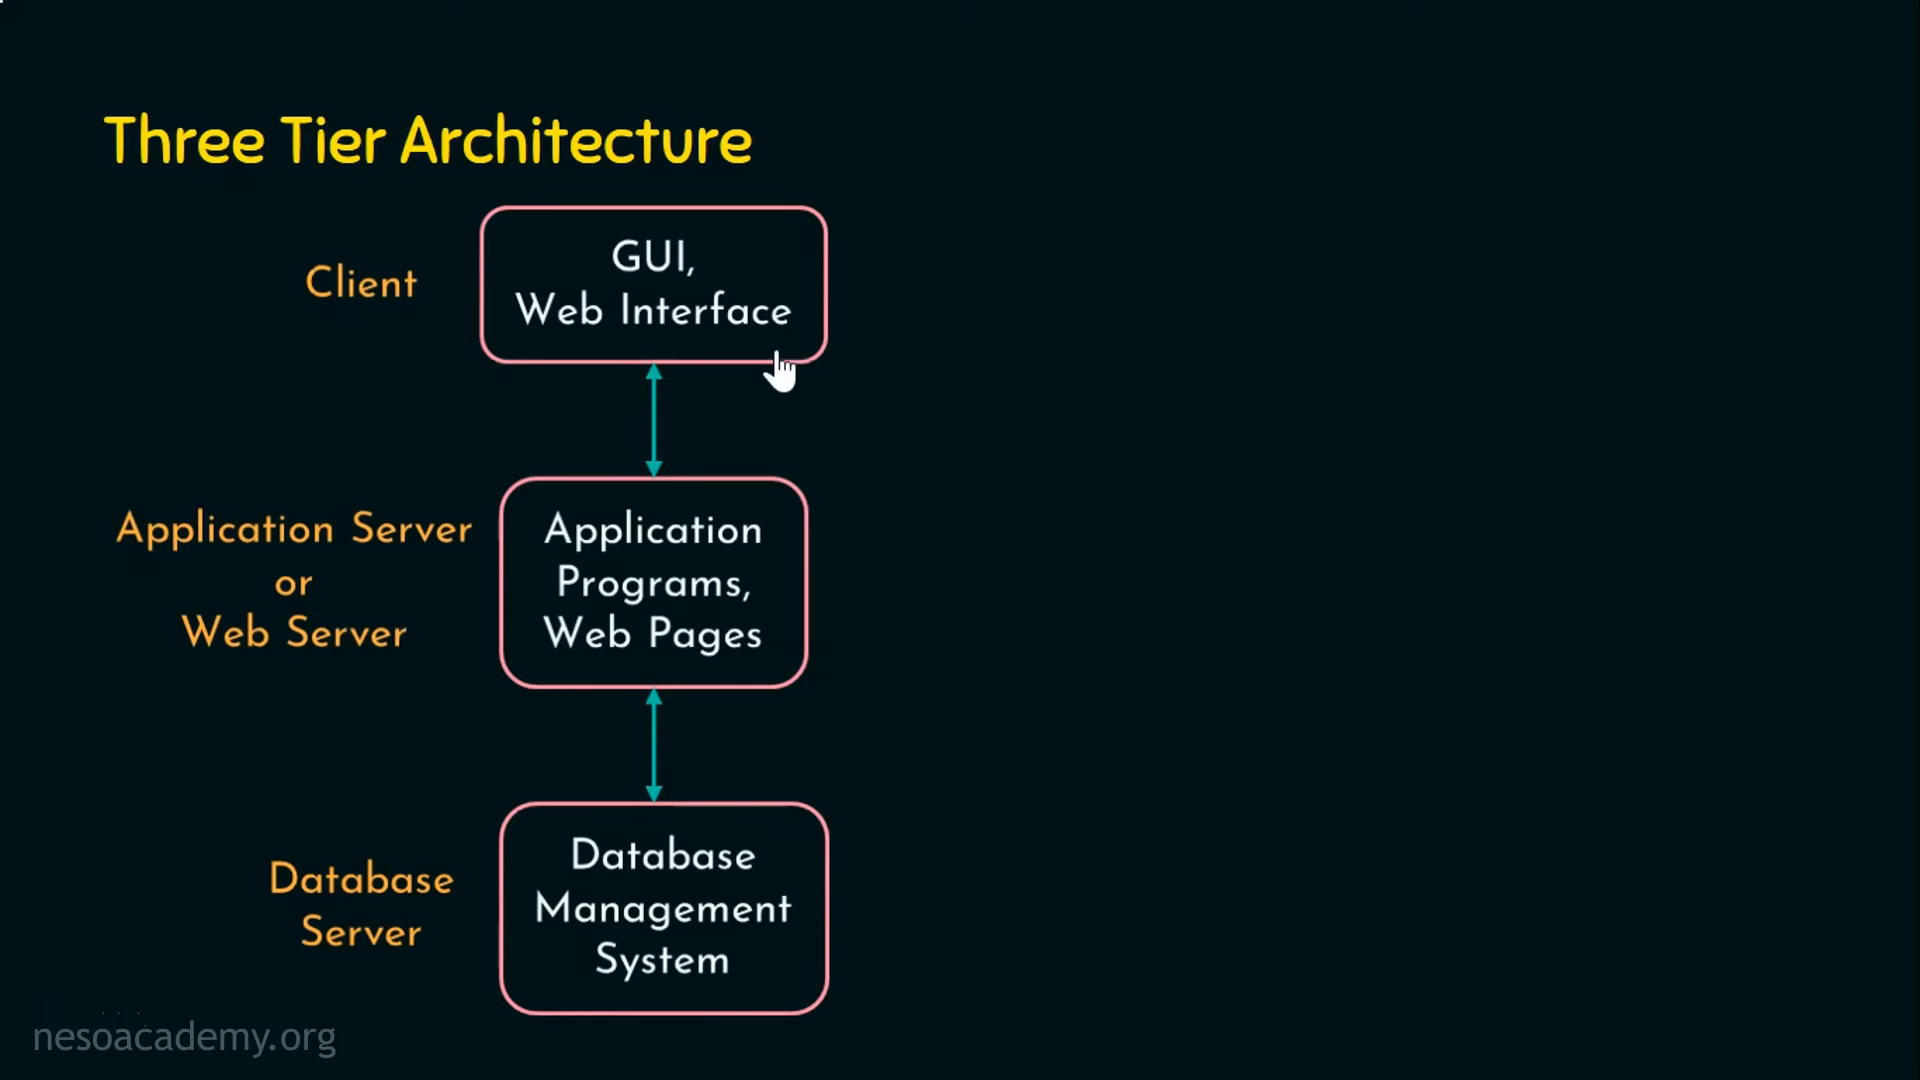 Three Tier Architecture
Client
GUI,
Web Interface
Application Server
or
Web Server
Application
Programs,
Web Pages
Database
Server
Database
Management
System
nesoacademy.org